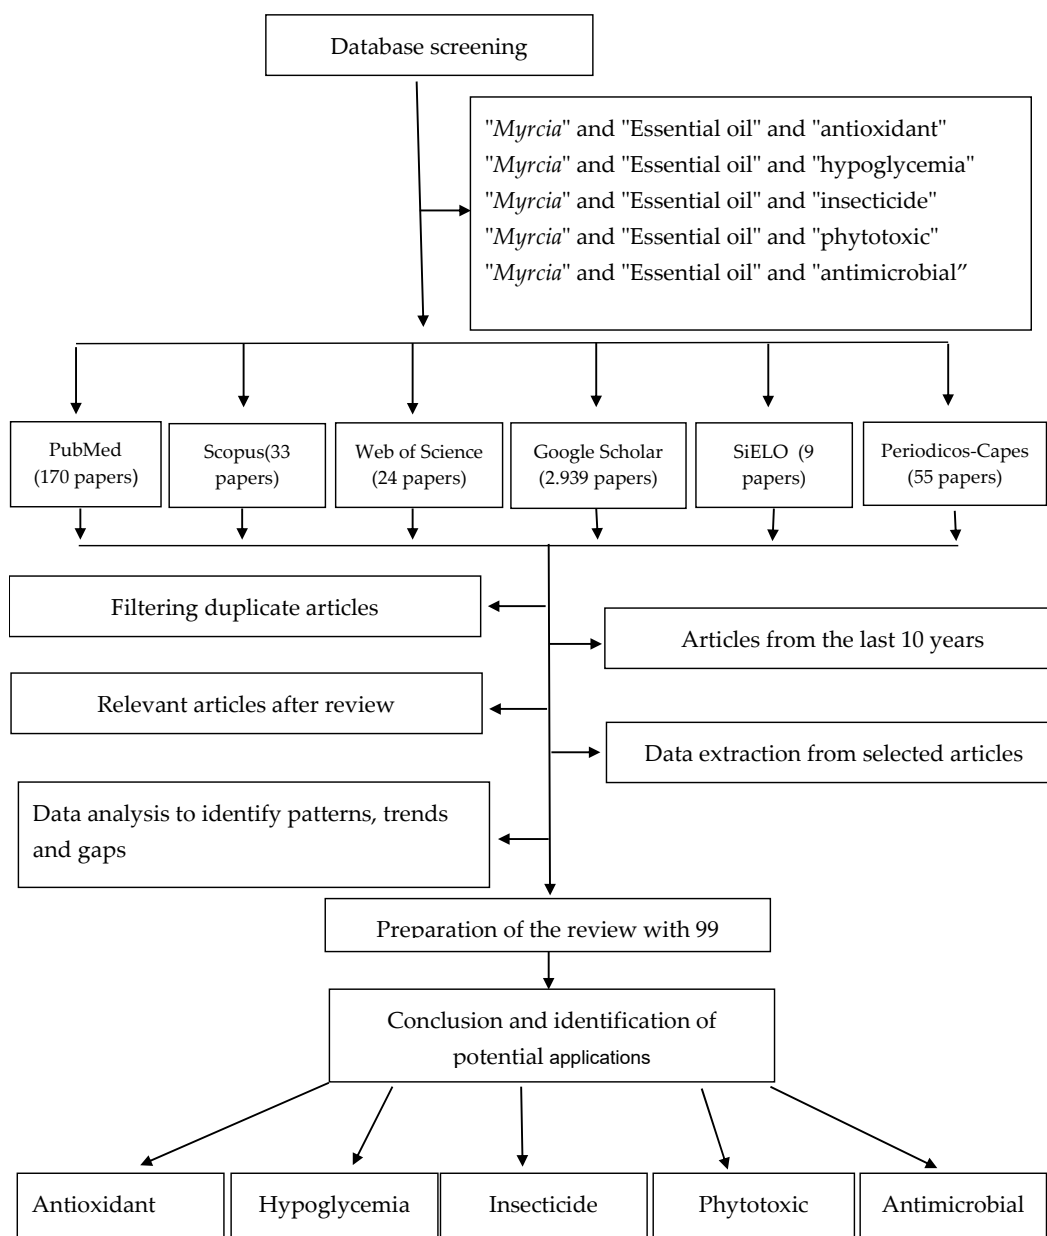 Database screening
"Myrcia" and "Essential oil" and "antioxidant"
"Myrcia" and "Essential oil" and "hypoglycemia"
"Myrcia" and "Essential oil" and "insecticide"
"Myrcia" and "Essential oil" and "phytotoxic"
"Myrcia" and "Essential oil" and "antimicrobial”
PubMed
(170 papers)
Scopus(33
papers)
Web of Science
(24 papers)
Google Scholar
(2.939 papers)
SiELO (9
papers)
Periodicos-Capes
(55 papers)
Filtering duplicate articles
Articles from the last 10 years
Relevant articles after review
Data extraction from selected articles
Data analysis to identify patterns, trends
and gaps
Preparation of the review with 99
Conclusion and identification of
potential applications
Antioxidant
Hypoglycemia
Insecticide
Phytotoxic
Antimicrobial